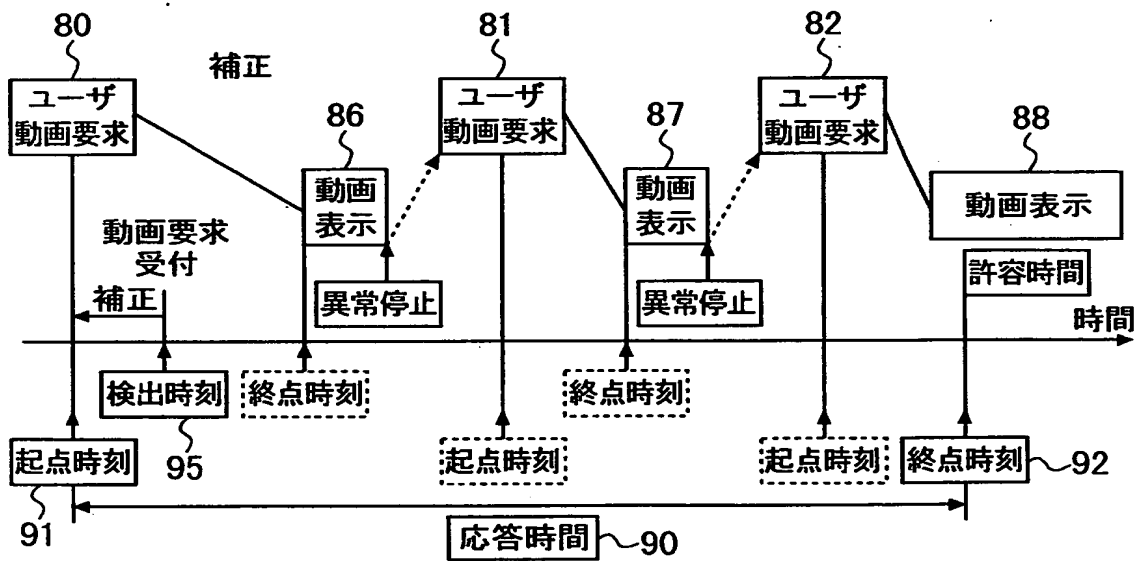 80
81
82
補正
ユーザ
動画要求
ユーザ
動画要求
ユーザ
動画要求
86
87
88
動画
表示
動画
表示
動画表示
動画要求
受付
補正
異常停止
異常停止
許容時間
時間
検出時刻
終点時刻
終点時刻
95
起点時刻
起点時刻
起点時刻
終点時刻
92
91
応答時間
90